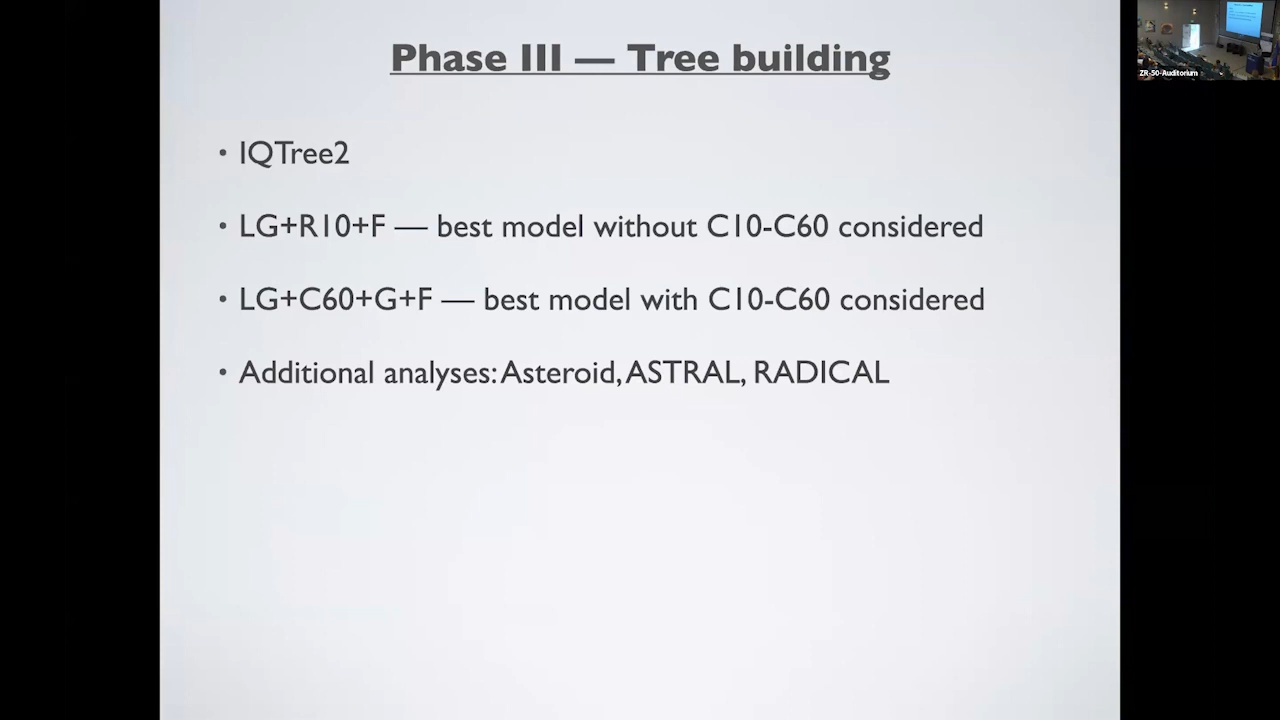 Phase III — Tree building
• IQTree2
• LG+R10+F — best model without C10-C60 considered
• LG+C60+G+F — best model with C10-C60 considered
• Additional analyses: Asteroid, ASTRAL, RADICAL
ZR-50-Auditorium